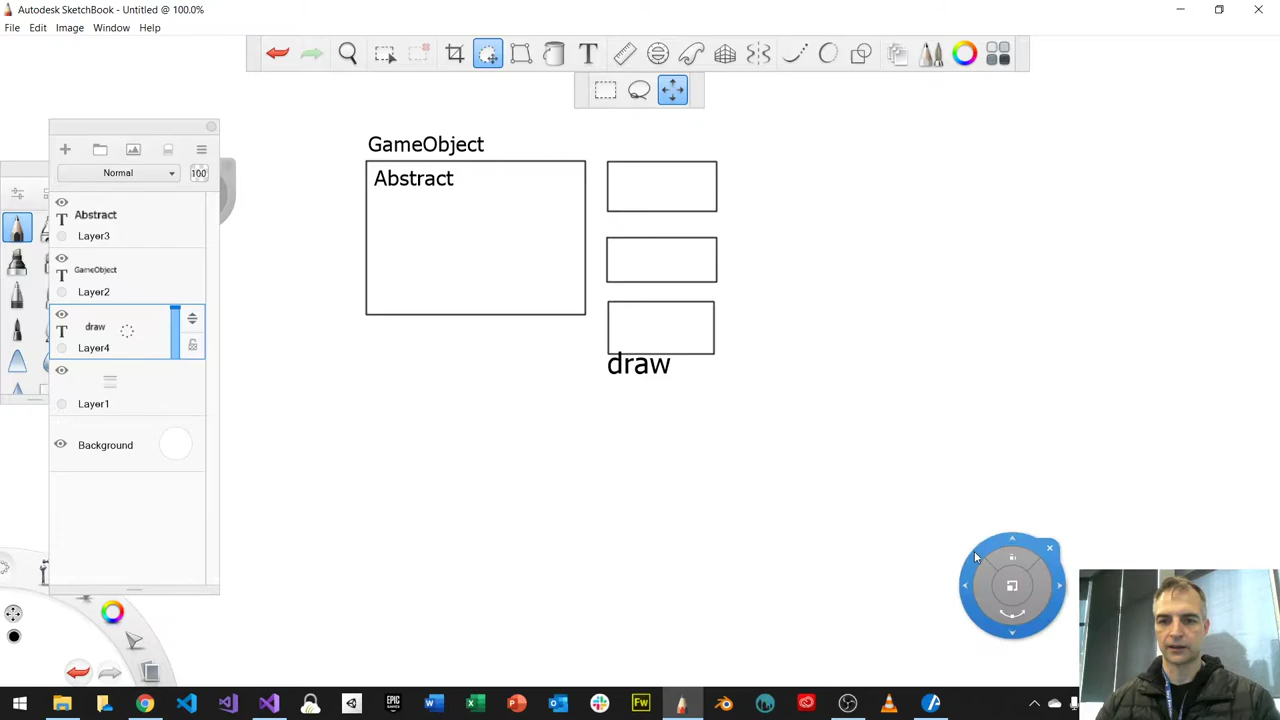 Autodesk SketchBook - Untitled @ 100.0%
File Edit Image Window Help
GameObject
Abstract
draw
Normal
100
Abstract
Layer3
GameObject
Layer2
draw
Layer4
Layer1
Background